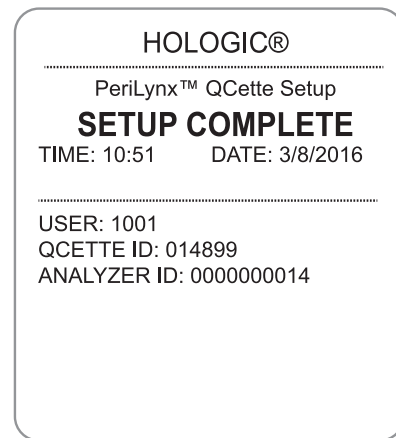 HOLOGIC®
PeriLynx™ QCette Setup
SETUP COMPLETE
TIME: 10:51 DATE: 3/8/2016
USER: 1001
QCETTE ID: 014899
ANALYZER ID: 0000000014